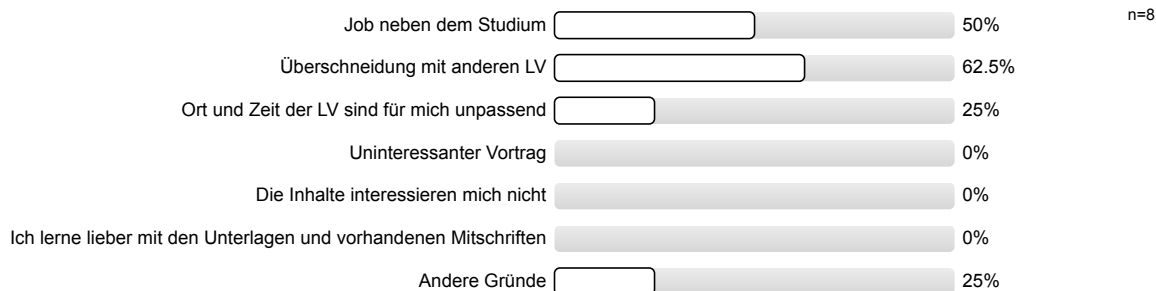 Job neben dem Studium 50% n=8
Überschneidung mit anderen LV 62.5%
Ort und Zeit der LV sind für mich unpassend 25%
Uninteressanter Vortrag 0%
Die Inhalte interessieren mich nicht 0%
Ich lerne lieber mit den Unterlagen und vorhandenen Mitschriften 0%
Andere Gründe 25%